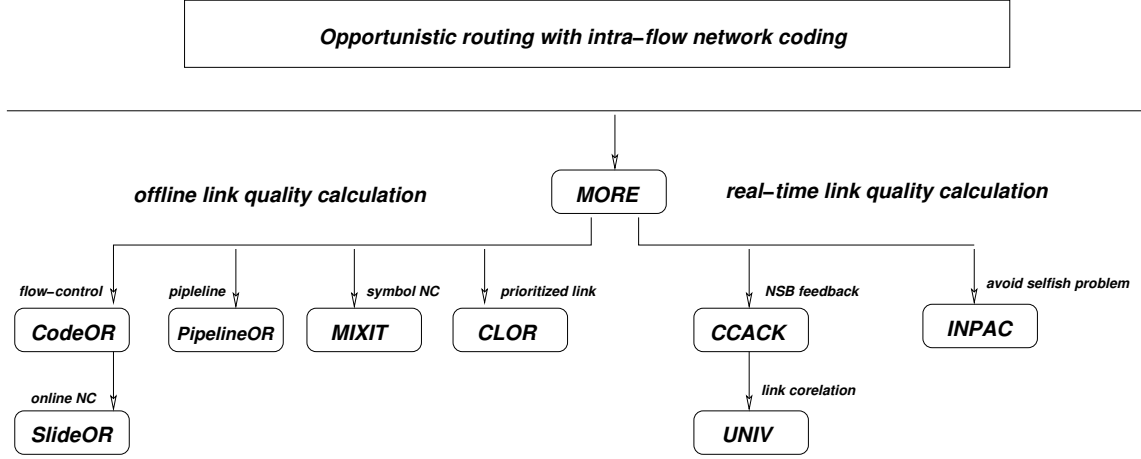 Opportunistic routing with intra−flow network coding
MORE
offline link quality calculation
real−time link quality calculation
flow−control
pipleline
symbol NC
prioritized link
NSB feedback
avoid selfish problem
CodeOR
PipelineOR
MIXIT
CLOR
CCACK
INPAC
online NC
link corelation
SlideOR
UNIV